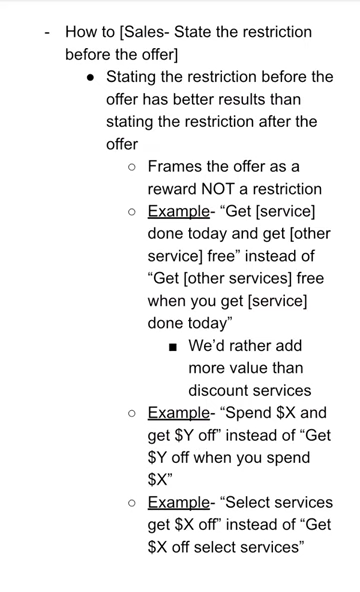 - How to [Sales- State the restriction
before the offer]
● Stating the restriction before the
offer has better results than
stating the restriction after the
offer
○ Frames the offer as a
reward NOT a restriction
○ Example- “Get [service]
done today and get [other
service] free” instead of
“Get [other services] free
when you get [service]
done today”
■ We’d rather add
more value than
discount services
○ Example- “Spend $X and
get $Y off” instead of “Get
$Y off when you spend
$X”
○ Example- “Select services
get $X off” instead of “Get
$X off select services”